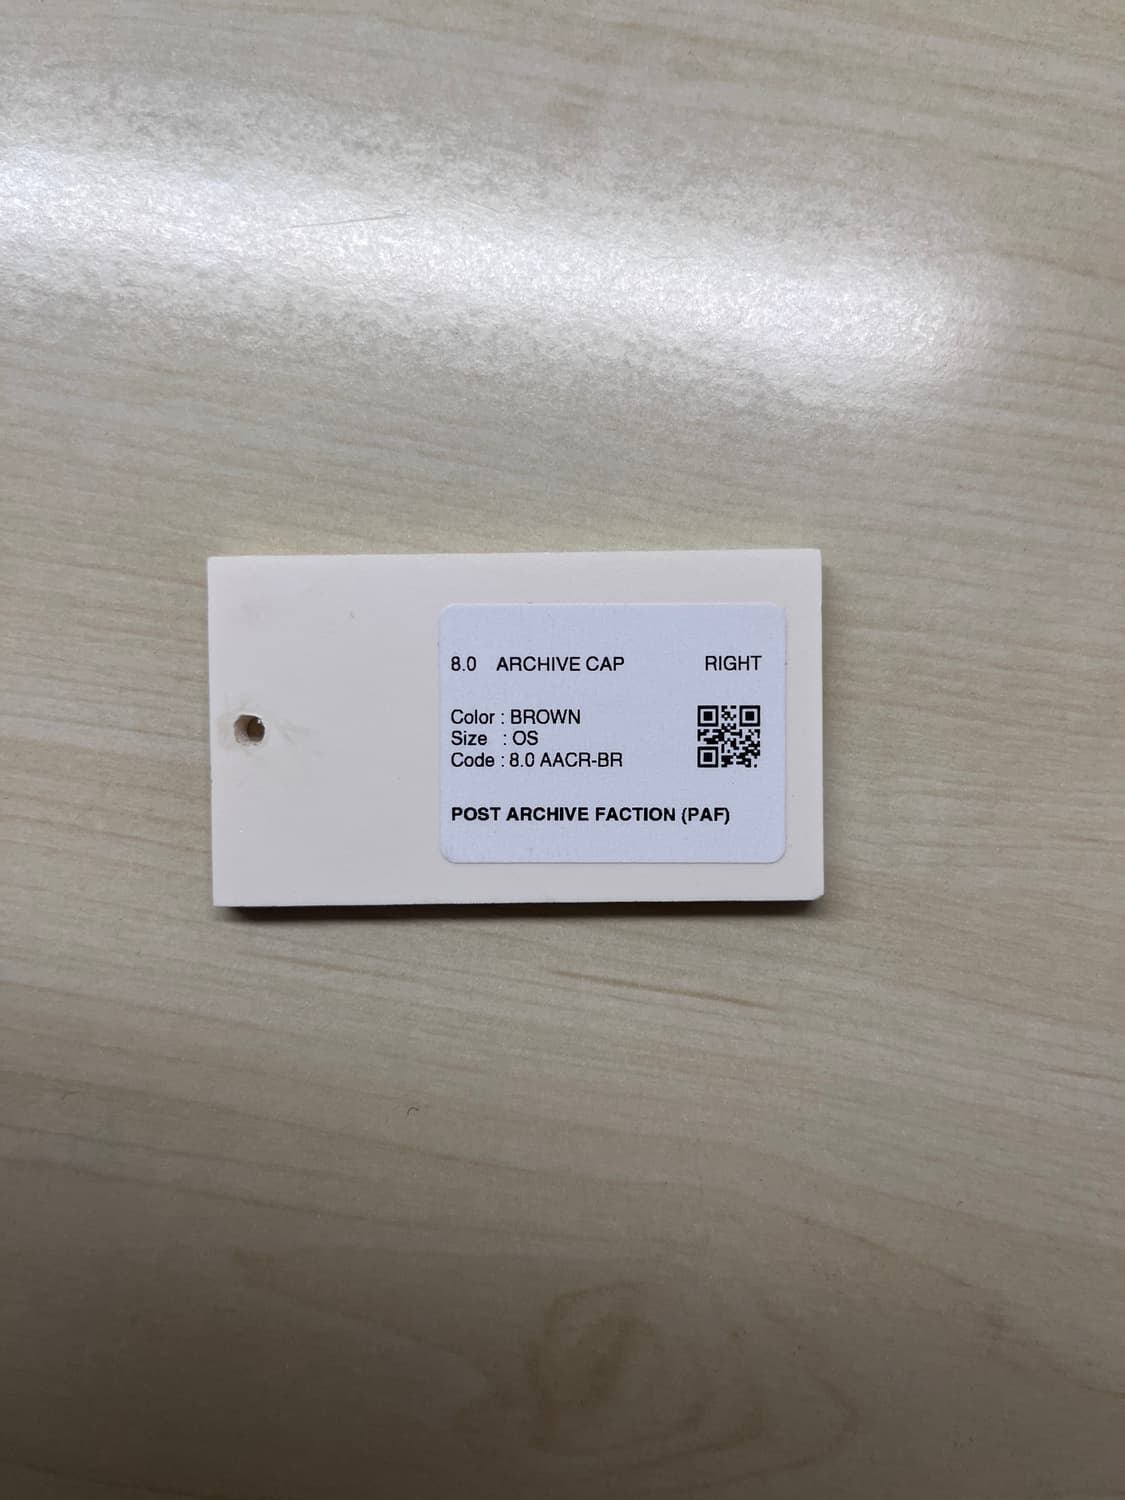 8.0 ARCHIVE CAP RIGHT
Color : BROWN
Size : OS
Code : 8.0 AACR-BR
POST ARCHIVE FACTION (PAF)